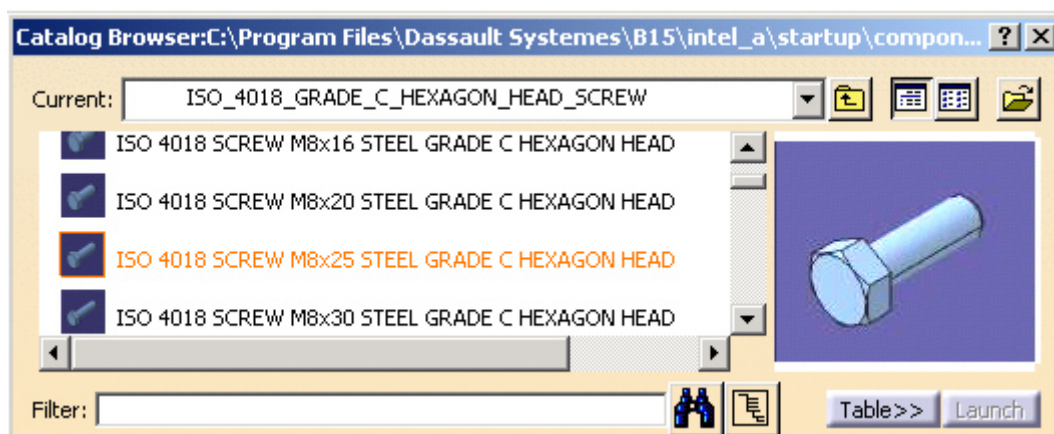 Catalog Browser:C:\Program Files\Dassault Systemes\B15\intel_a\startup\compon... ? X
Current: ISO_4018_GRADE_C_HEXAGON_HEAD_SCREW
ISO 4018 SCREW M8x16 STEEL GRADE C HEXAGON HEAD
ISO 4018 SCREW M8x20 STEEL GRADE C HEXAGON HEAD
ISO 4018 SCREW M8x25 STEEL GRADE C HEXAGON HEAD
ISO 4018 SCREW M8x30 STEEL GRADE C HEXAGON HEAD
Filter: Table>> Launch